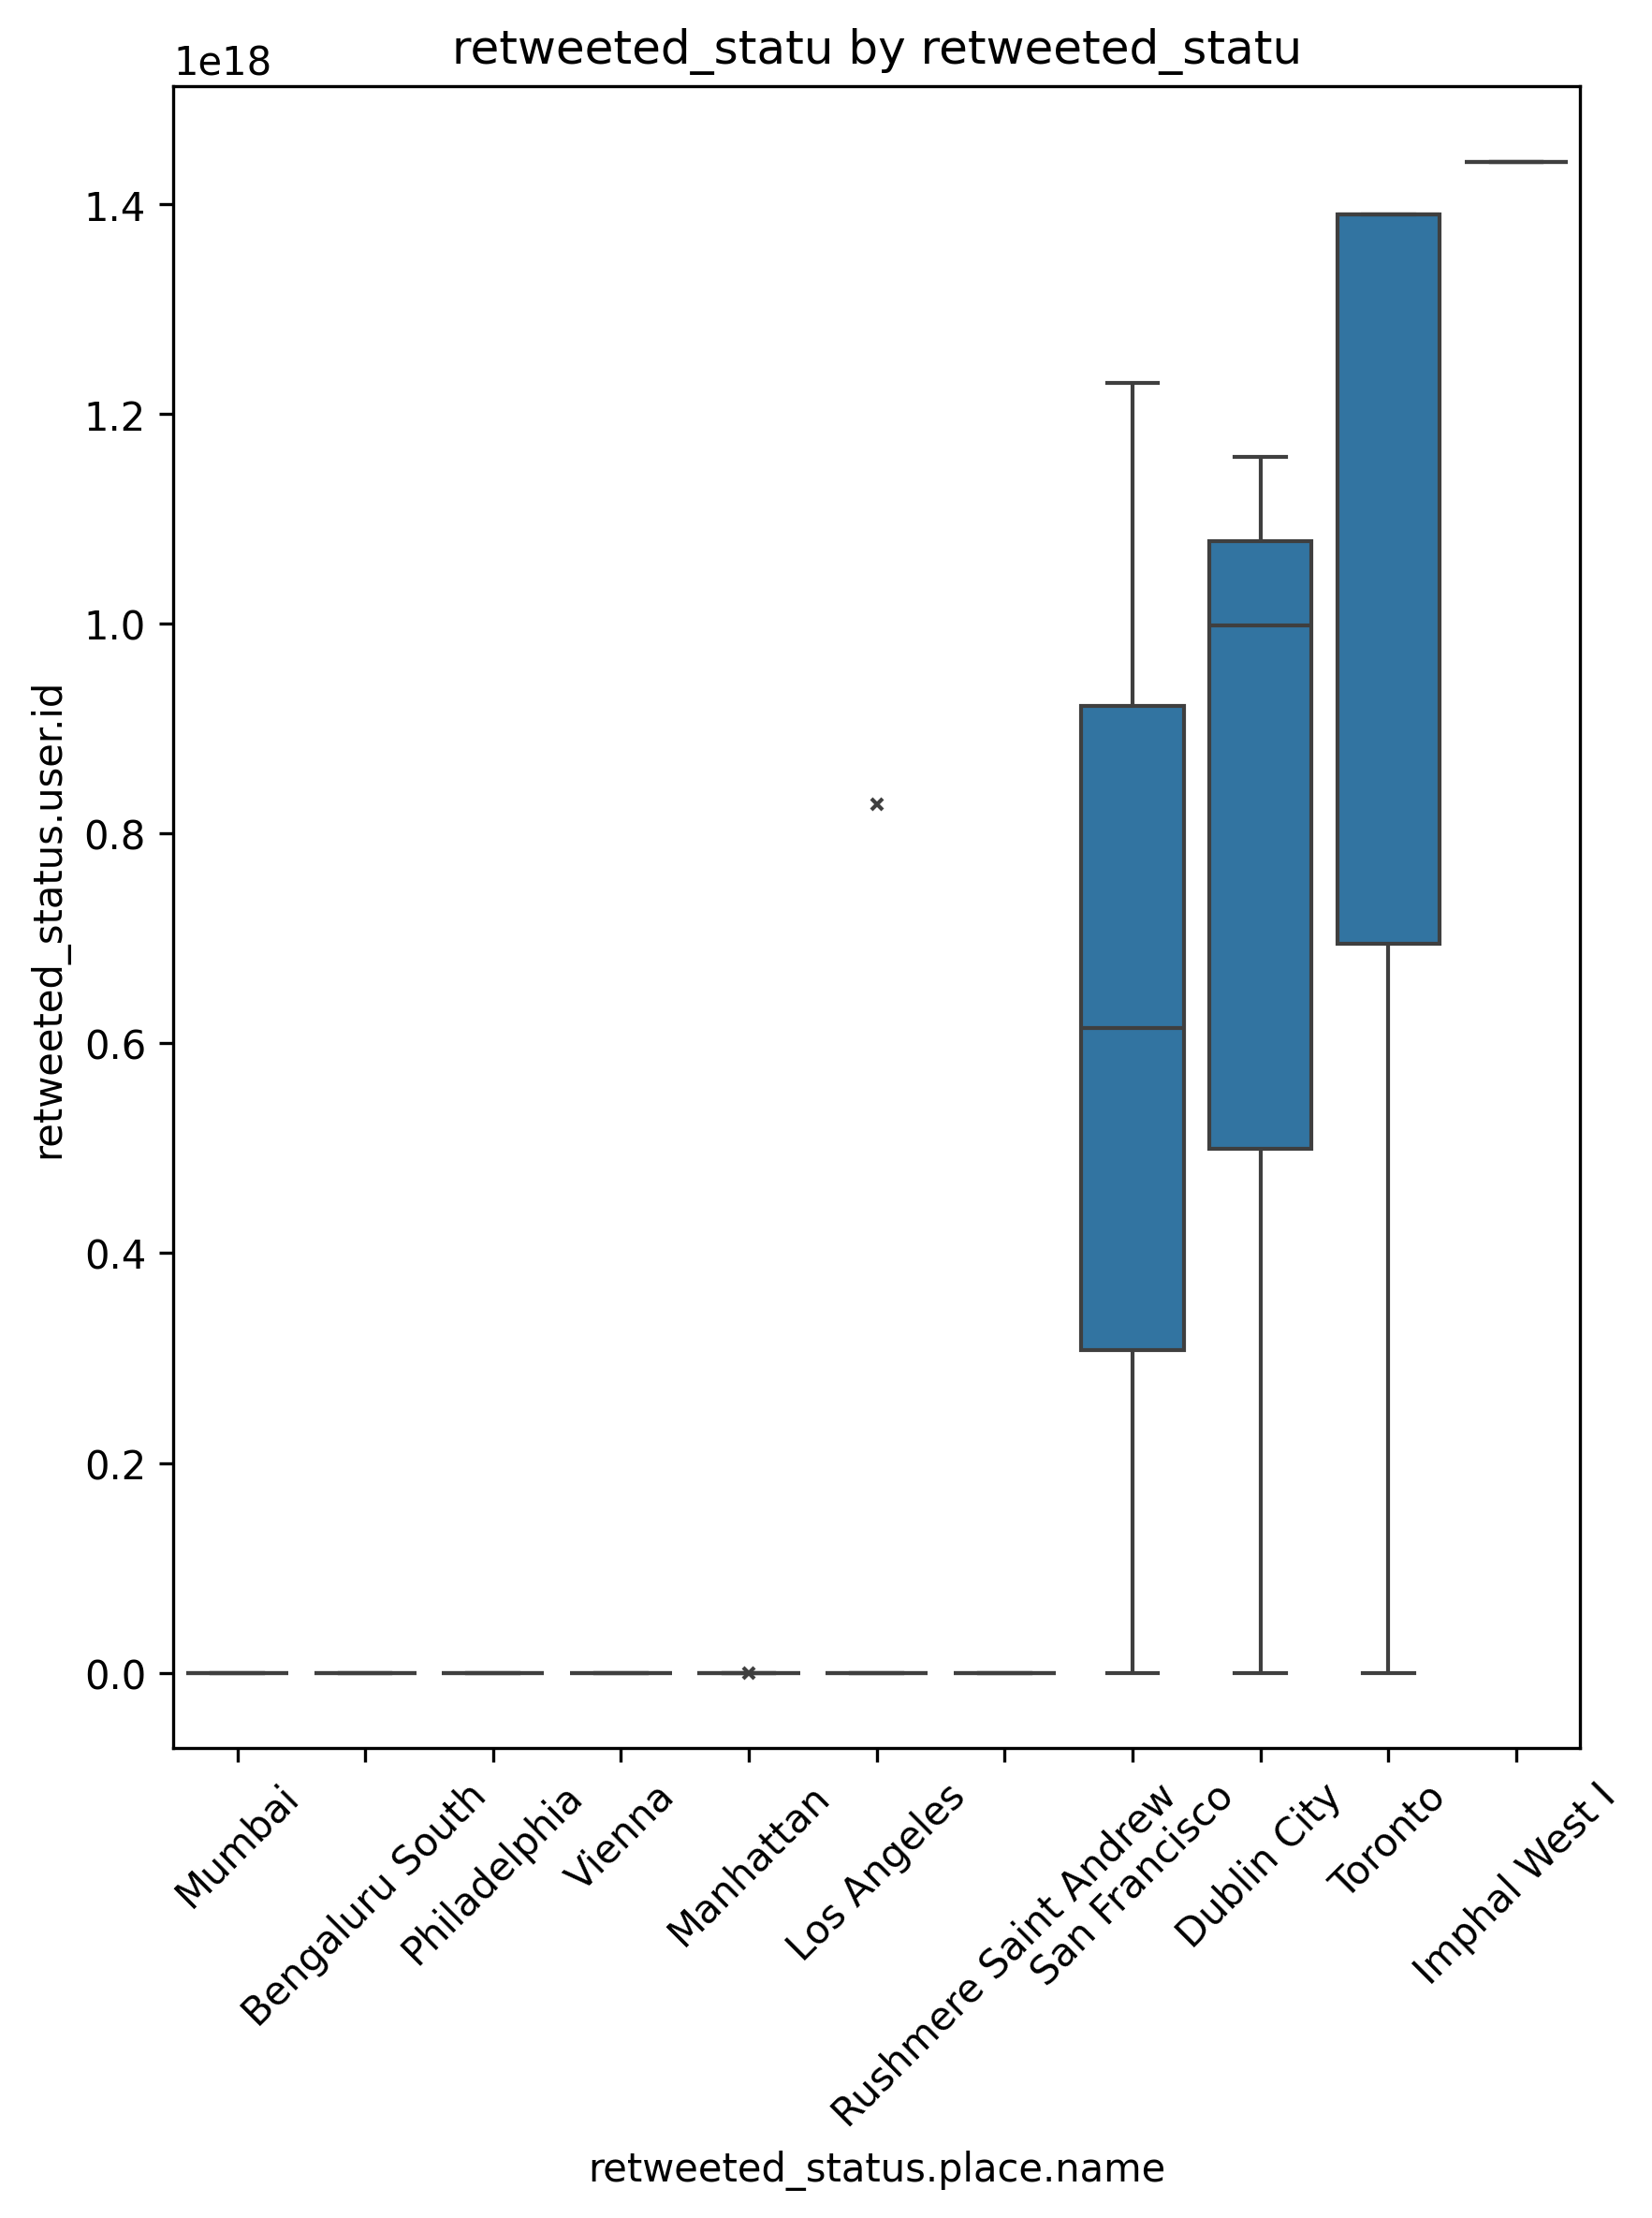 retweeted_statu by retweeted_statu
1e18
1.4
1.2
1.0
0.8
0.6
0.4
0.2
0.0
retweeted_status.user.id
Mumbai
Bengaluru South
Philadelphia
Vienna
Manhattan
Los Angeles
Rushmere Saint Andrew
San Francisco
Dublin City
Toronto
Imphal West I
retweeted_status.place.name